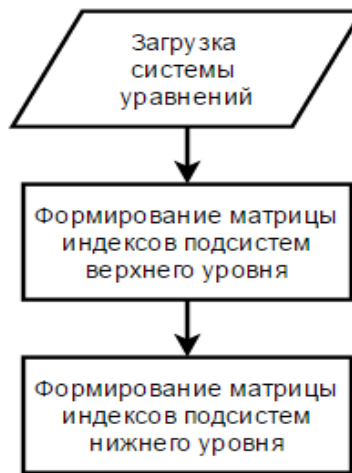 Загрузка
системы
уравнений
Формирование матрицы
индексов подсистем
верхнего уровня
Формирование матрицы
индексов подсистем
нижнего уровня